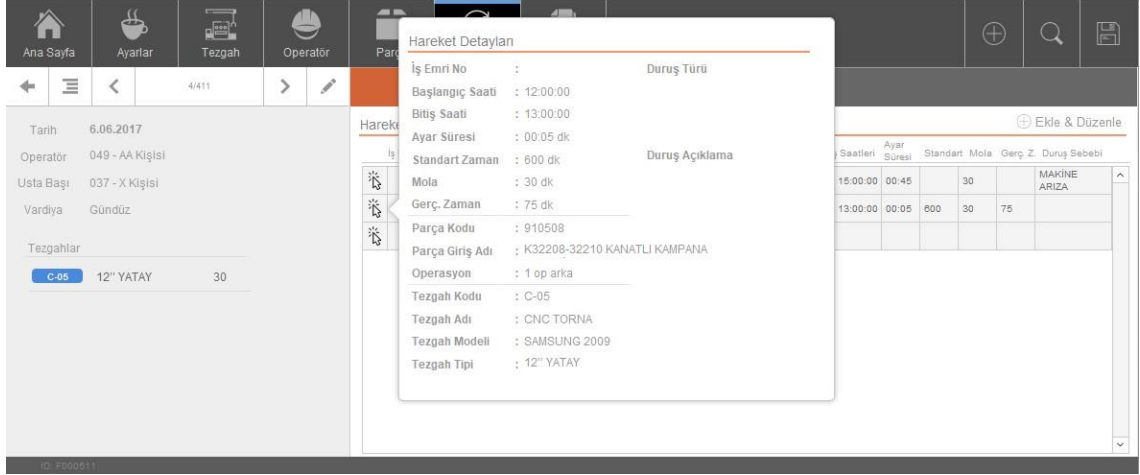 Ana Sayfa
Ayarlar
Tezgah
Operatör
Parç
4/411
Tarih 6.06.2017
Operatör 049 - AA Kişisi
Usta Başı 037 - X Kişisi
Vardiya Gündüz
Tezgahlar
C-05 12'' YATAY 30
Hareket Detayları
İş Emri No :
Başlangıç Saati : 12:00:00
Bitiş Saati : 13:00:00
Ayar Süresi : 00:05 dk
Standart Zaman : 600 dk
Mola : 30 dk
Gerç. Zaman : 75 dk
Parça Kodu : 910508
Parça Giriş Adı : K32208-32210 KANATLI KAMPANA
Operasyon : 1 op arka
Tezgah Kodu : C-05
Tezgah Adı : CNC TORNA
Tezgah Modeli : SAMSUNG 2009
Tezgah Tipi : 12'' YATAY
Duruş Türü
Duruş Açıklama
Hareke
Ekle & Düzenle
İş
Saatleri Ayar Süresi Standart Mola Gerç. Z. Duruş Sebebi
15:00:00 00:45 30 MAKİNE ARIZA
13:00:00 00:05 600 30 75
ID: F000511